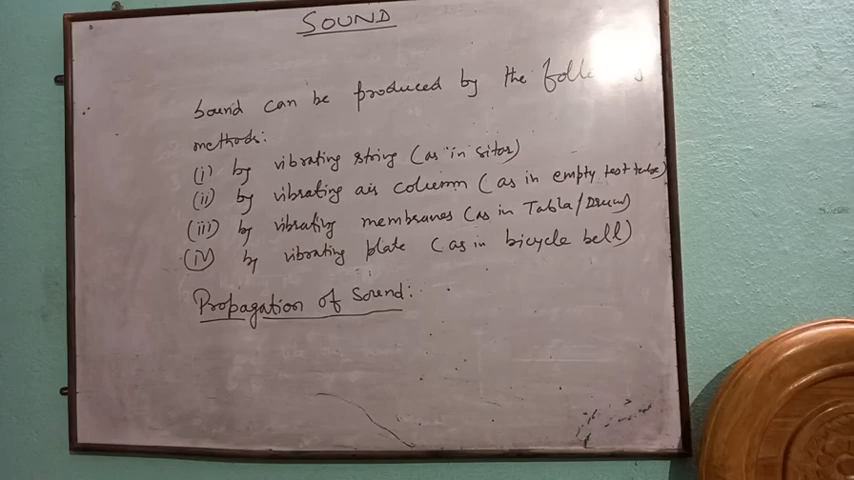 SOUND
Sound can be produced by the
methods:
(i) by vibrating string (as in sitar)
(ii) by vibrating air column (as in empty test tube)
(iii) by vibrating membranes (as in Tabla/Drum)
(iv) by vibrating plate (as in bicycle bell)
Propagation of Sound: